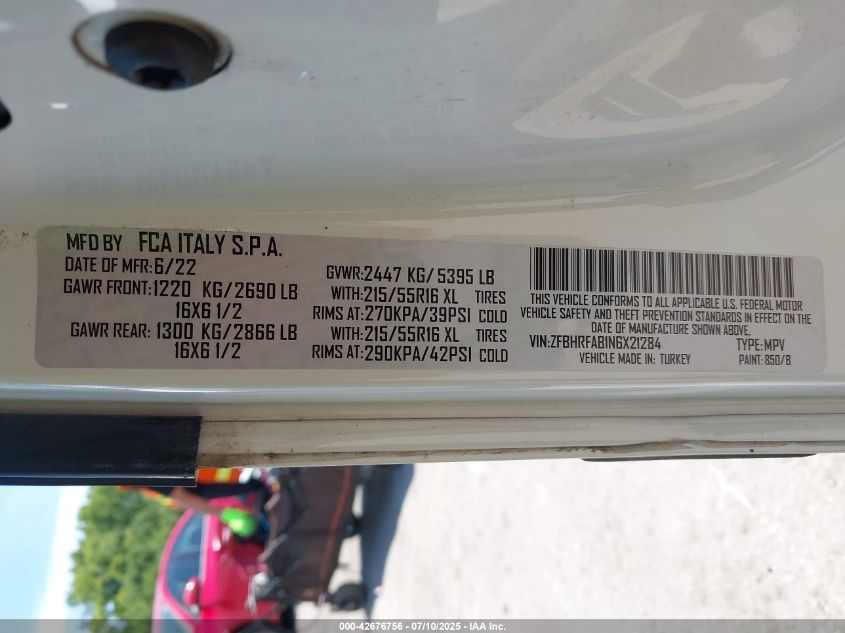 MFD BY FCA ITALY S.P.A.
DATE OF MFR:6/22
GAWR FRONT:1220 KG/2690 LB
16X6 1/2
GAWR REAR: 1300 KG/2866 LB
16X6 1/2
GVWR:2447 KG/5395 LB
WITH:215/55R16 XL TIRES
RIMS AT:270KPA/39PSI COLD
WITH:215/55R16 XL TIRES
RIMS AT:290KPA/42PSI COLD
THIS VEHICLE CONFORMS TO ALL APPLICABLE U.S. FEDERAL MOTOR
VEHICLE SAFETY AND THEFT PREVENTION STANDARDS IN EFFECT ON THE
DATE OF MANUFACTURE SHOWN ABOVE.
VIN:ZFBHRFAB1N6X21284 TYPE:MPV
VEHICLE MADE IN: TURKEY PAINT: 850/B
000-42676756 - 07/10/2025 - IAA Inc.